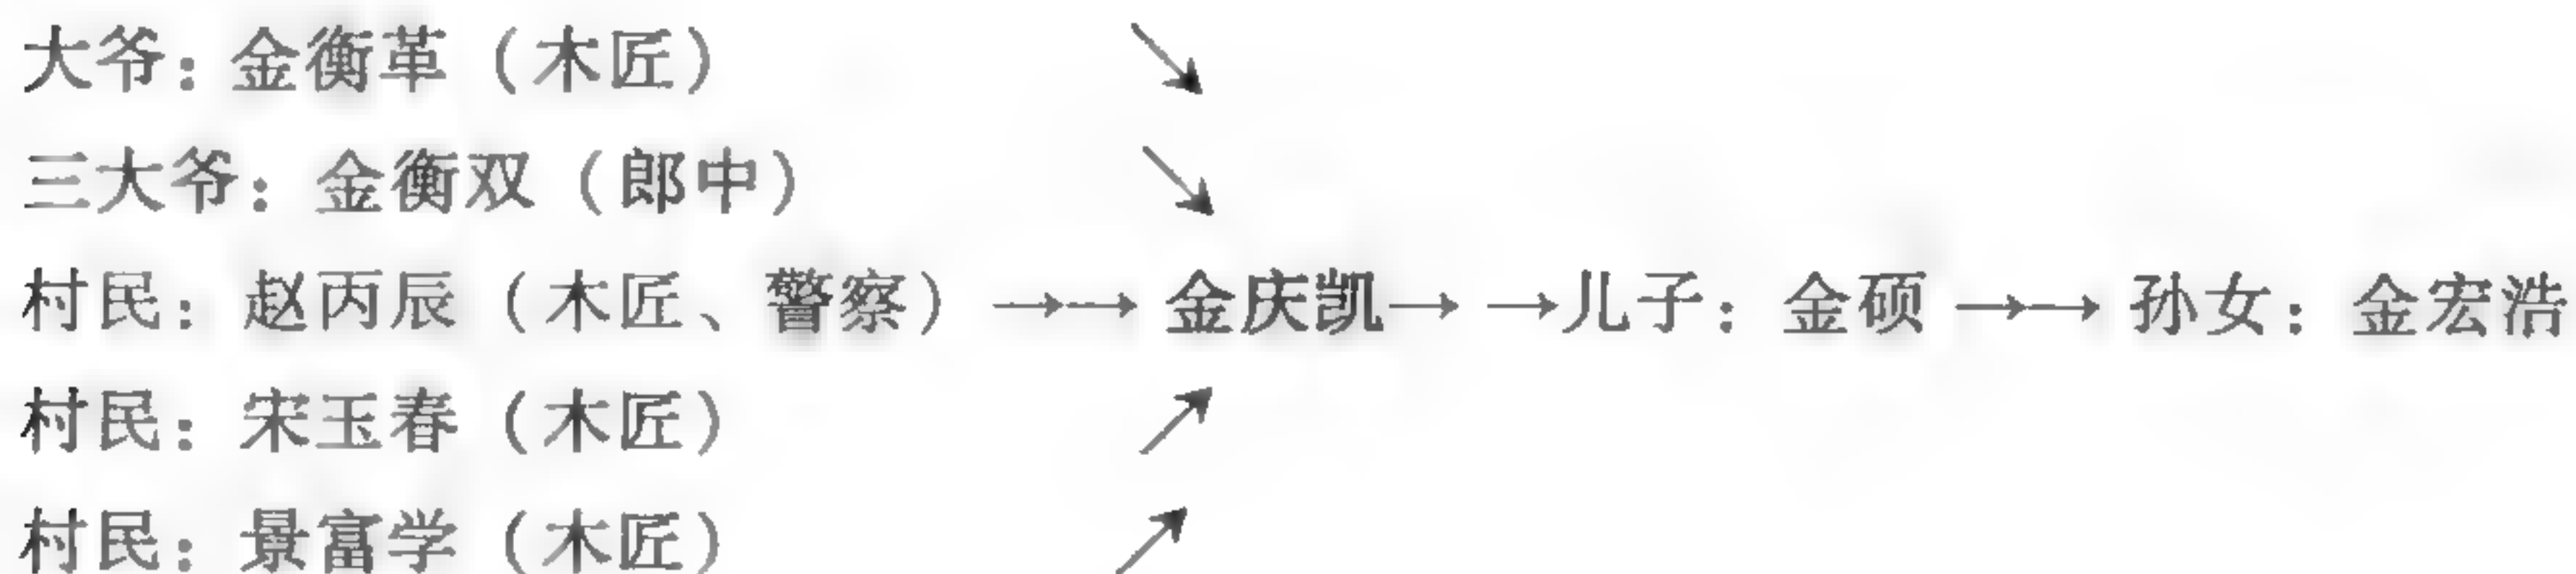 大爷：金衡革（木匠） ↘
三大爷：金衡双（郎中） ↘
村民：赵丙辰（木匠、警察） →→ 金庆凯→ →儿子：金硕 →→ 孙女：金宏浩
村民：宋玉春（木匠） ↗
村民：景富学（木匠） ↗